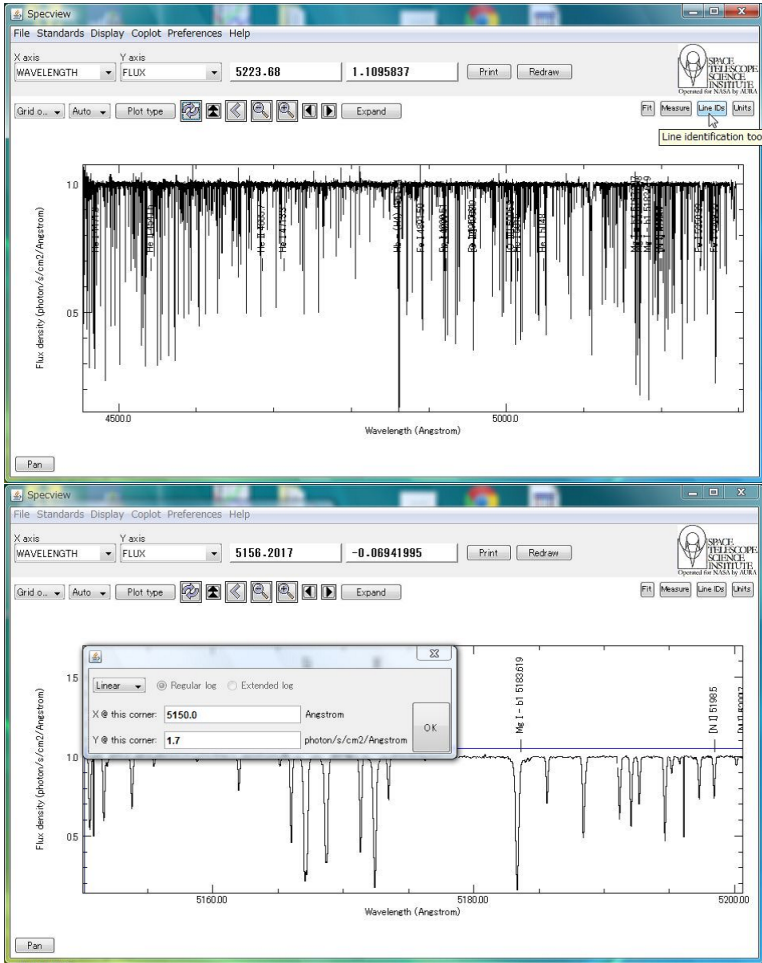 Specview
File Standards Display Coplot Preferences Help
X axis Y axis
WAVELENGTH FLUX 5223.68 1.1095837 Print Redraw
SPACE
TELESCOPE
SCIENCE
INSTITUTE
Operated for NASA by AURA
Grid o... Auto Plot type Expand Fit Measure Line IDs Units
Line identification too
1.0
0.5
Flux density (photon/s/cm2/Angstrom)
4500.0 5000.0
Wavelength (Angstrom)
Pan
Specview
File Standards Display Coplot Preferences Help
X axis Y axis
WAVELENGTH FLUX 5156.2017 -0.06941995 Print Redraw
SPACE
TELESCOPE
SCIENCE
INSTITUTE
Operated for NASA by AURA
Grid o... Auto Plot type Expand Fit Measure Line IDs Units
Linear Regular log Extended log
X @ this corner: 5150.0 Angstrom
Y @ this corner: 1.7 photon/s/cm2/Angstrom
OK
1.5
1.0
0.5
Flux density (photon/s/cm2/Angstrom)
Mg I - b1 5183.619
[N I] 5198.5
5160.00 5180.00 5200.00
Wavelength (Angstrom)
Pan